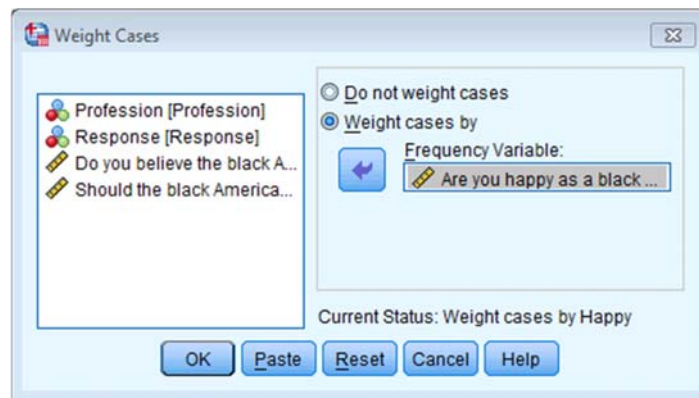 Weight Cases
Profession [Profession]
Response [Response]
Do you believe the black A...
Should the black America...
Do not weight cases
Weight cases by
Frequency Variable:
Are you happy as a black ...
Current Status: Weight cases by Happy
OK Paste Reset Cancel Help